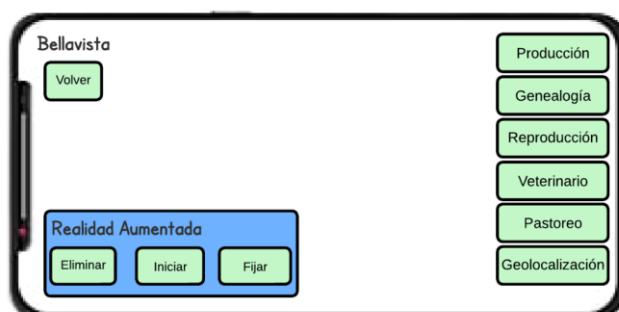 Bellavista
Volver
Producción
Genealogía
Reproducción
Veterinario
Pastoreo
Geolocalización
Realidad Aumentada
Eliminar
Iniciar
Fijar